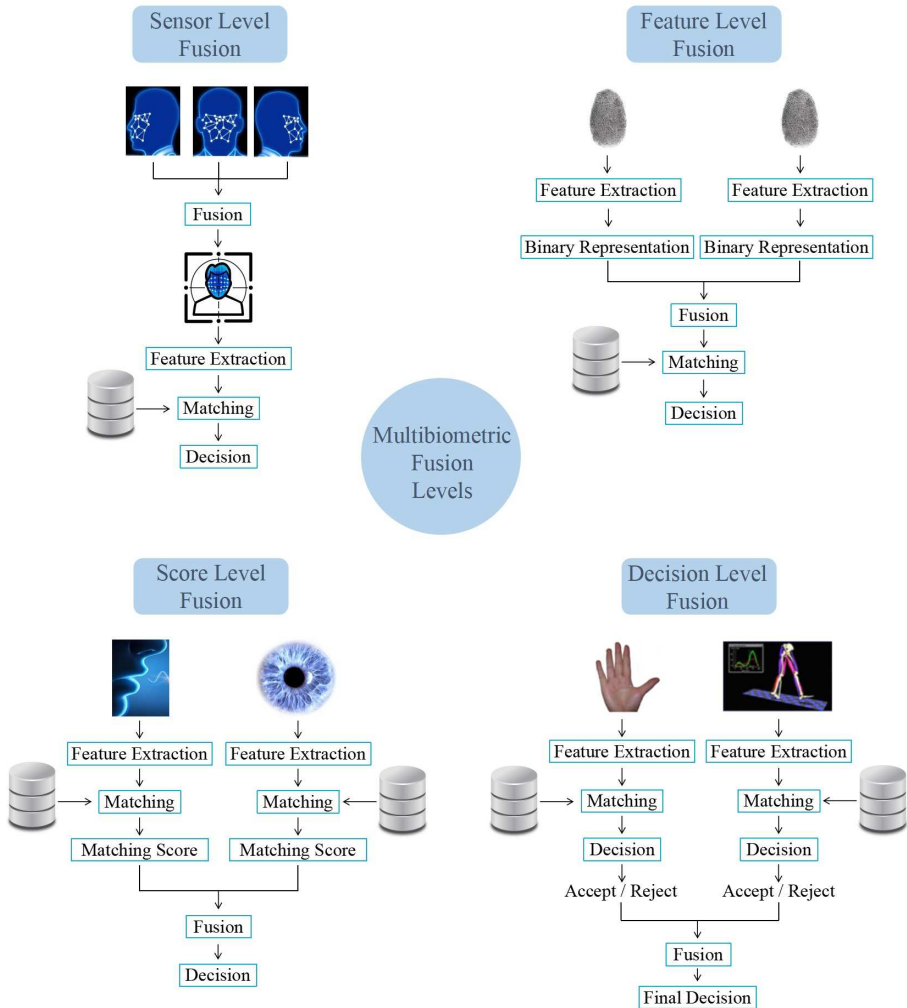 Sensor Level
Fusion
Fusion
Feature Extraction
Matching
Decision
Feature Level
Fusion
Feature Extraction
Feature Extraction
Binary Representation
Binary Representation
Fusion
Matching
Decision
Multibiometric
Fusion
Levels
Score Level
Fusion
Feature Extraction
Feature Extraction
Matching
Matching
Matching Score
Matching Score
Fusion
Decision
Decision Level
Fusion
Feature Extraction
Feature Extraction
Matching
Matching
Decision
Decision
Accept / Reject
Accept / Reject
Fusion
Final Decision